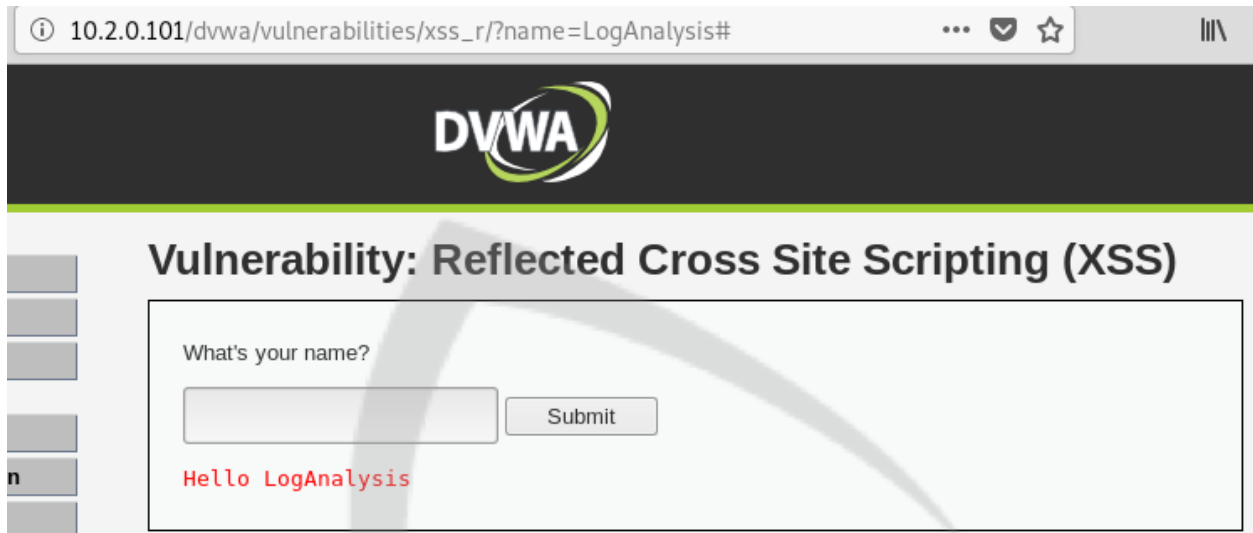 10.2.0.101/dvwa/vulnerabilities/xss_r/?name=LogAnalysis#
DVWA
Vulnerability: Reflected Cross Site Scripting (XSS)
What's your name?
Submit
n
Hello LogAnalysis